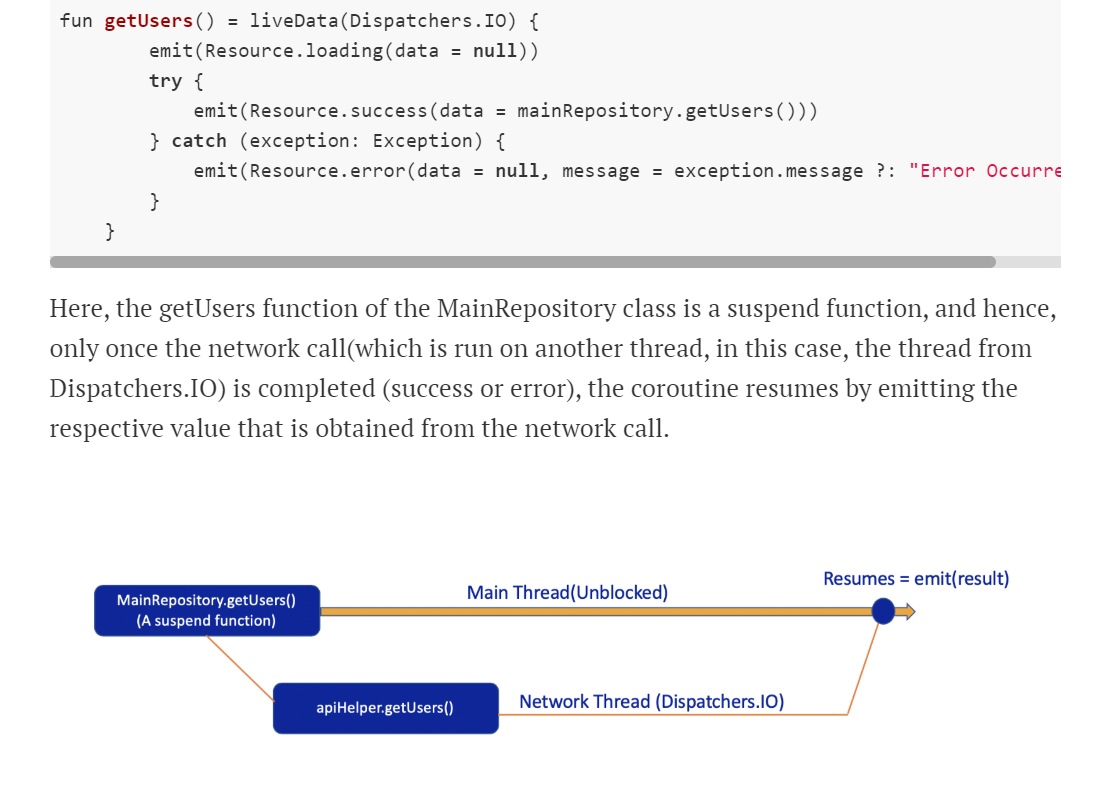 fun getUsers() = liveData(Dispatchers.IO) {
        emit(Resource.loading(data = null))
        try {
            emit(Resource.success(data = mainRepository.getUsers()))
        } catch (exception: Exception) {
            emit(Resource.error(data = null, message = exception.message ?: "Error Occurre
        }
    }
Here, the getUsers function of the MainRepository class is a suspend function, and hence,
only once the network call(which is run on another thread, in this case, the thread from
Dispatchers.IO) is completed (success or error), the coroutine resumes by emitting the
respective value that is obtained from the network call.
Resumes = emit(result)
Main Thread(Unblocked)
MainRepository.getUsers()
(A suspend function)
Network Thread (Dispatchers.IO)
apiHelper.getUsers()